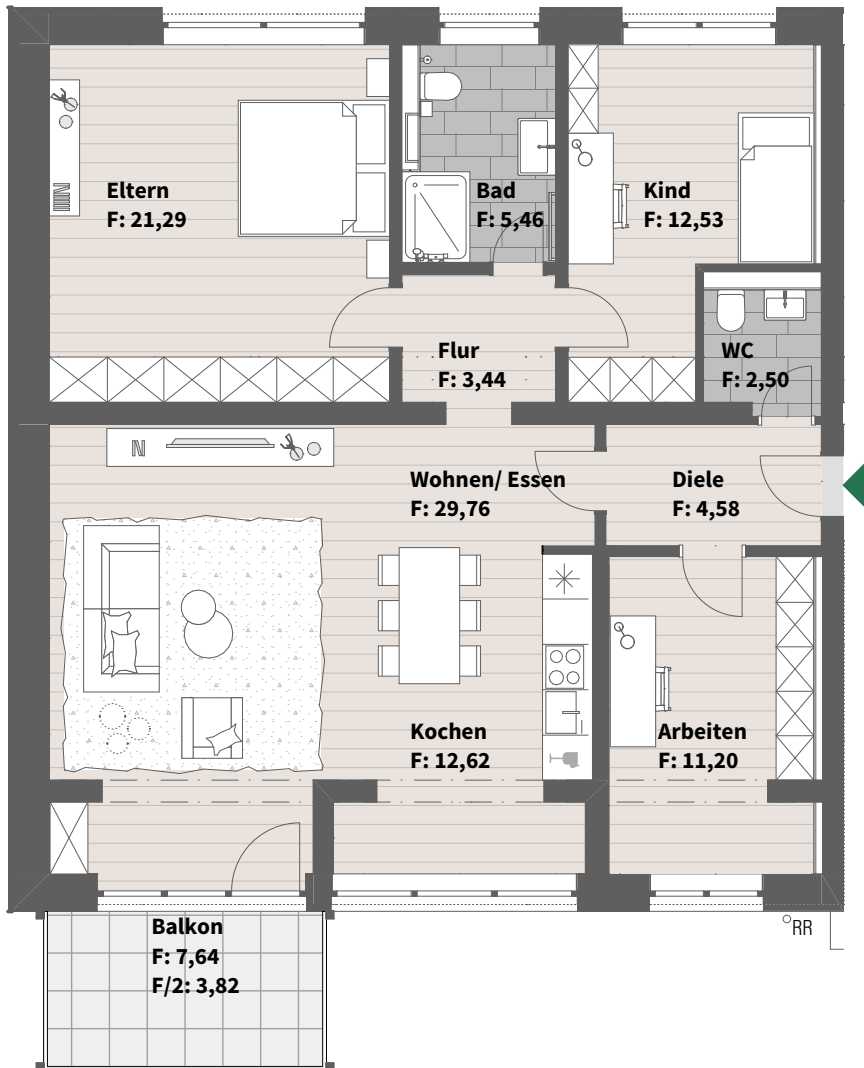 Eltern
F: 21,29
Bad
F: 5,46
Kind
F: 12,53
Flur
F: 3,44
WC
F: 2,50
Wohnen/ Essen
F: 29,76
Diele
F: 4,58
Kochen
F: 12,62
Arbeiten
F: 11,20
Balkon
F: 7,64
F/2: 3,82
RR